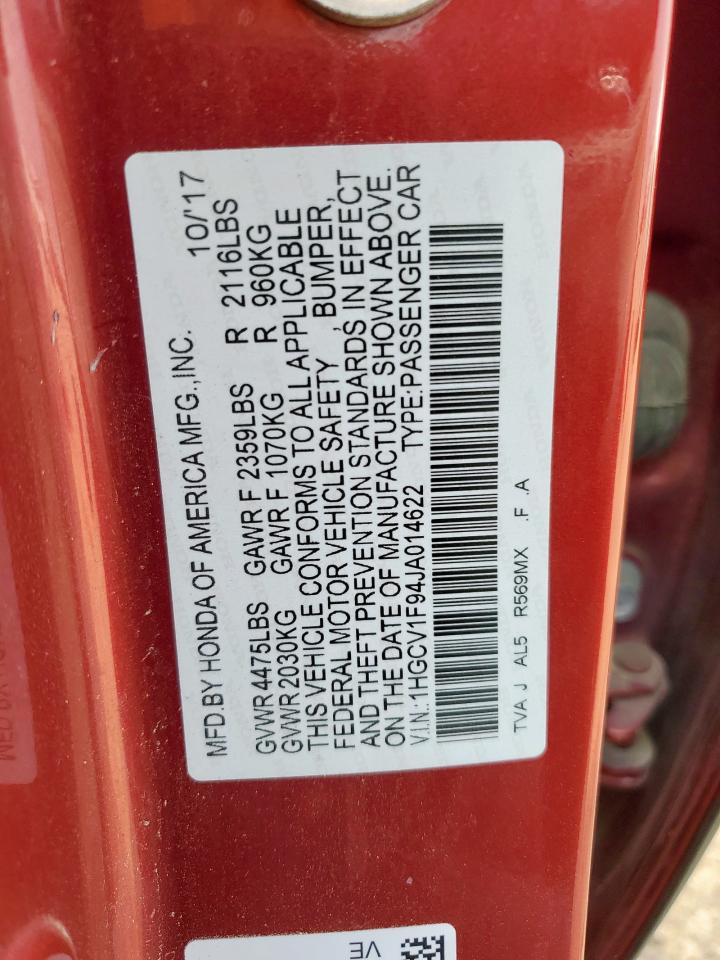 MFD.BY HONDA OF AMERICA MFG.,INC. 10/'17
GVWR 4475LBS GAWR F 2359LBS R 2116LBS
GVWR 2030KG GAWR F 1070KG R 960KG
THIS VEHICLE CONFORMS TO ALL APPLICABLE
FEDERAL MOTOR VEHICLE SAFETY , BUMPER,
AND THEFT PREVENTION STANDARDS IN EFFECT
ON THE DATE OF MANUFACTURE SHOWN ABOVE.
V.I.N.:1HGCV1F94JA014622 TYPE:PASSENGER CAR
TVA J AL5 R569MX .F .A
VE